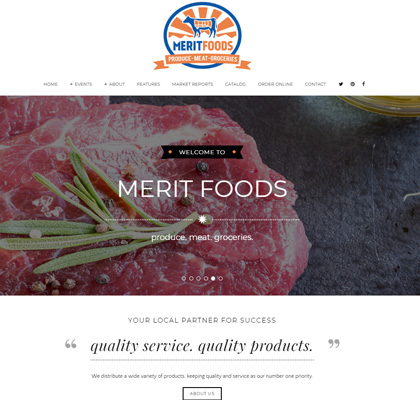 MERITFOODS
PRODUCE-MEAT-GROCERIES
HOME + EVENTS + ABOUT FEATURES MARKET REPORTS CATALOG ORDER ONLINE CONTACT
WELCOME TO
MERIT FOODS
produce. meat. groceries.
YOUR LOCAL PARTNER FOR SUCCESS
“ quality service. quality products. ”
We distribute a wide variety of products, keeping quality and service as our number one priority.
ABOUT US